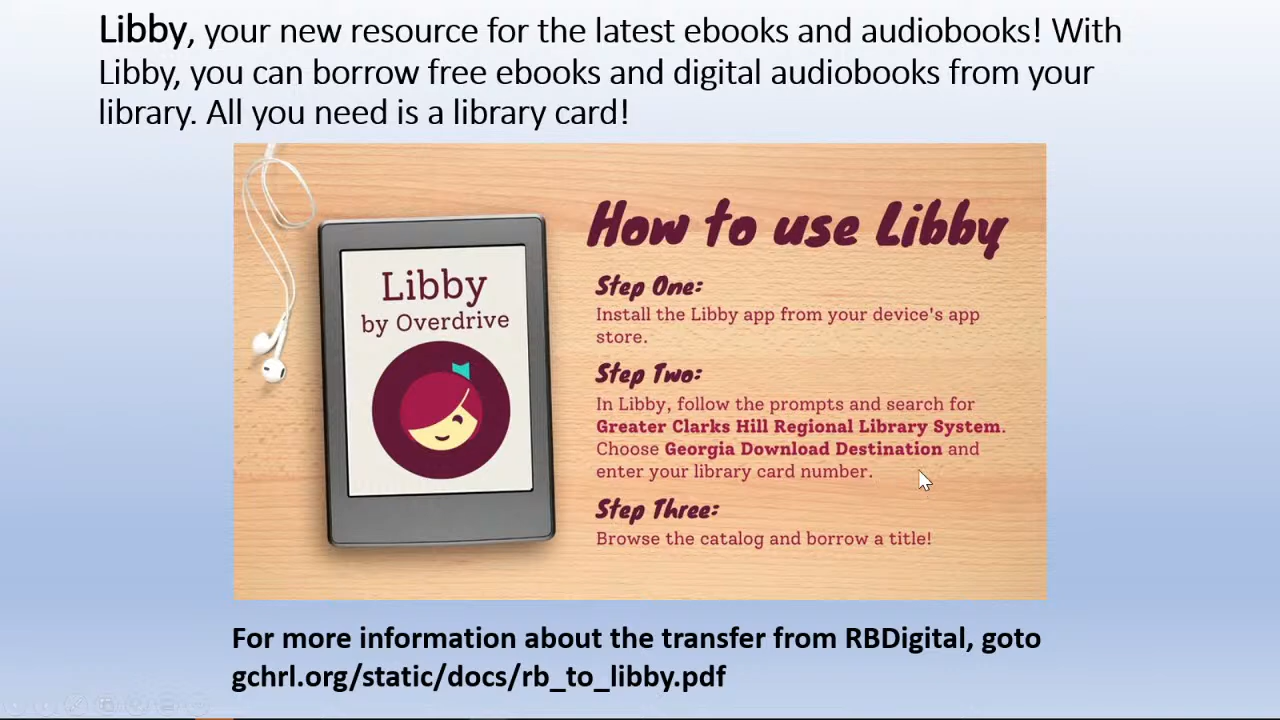 Libby, your new resource for the latest ebooks and audiobooks! With
Libby, you can borrow free ebooks and digital audiobooks from your
library. All you need is a library card!
Libby
by Overdrive
How to use Libby
Step One:
Install the Libby app from your device's app
store.
Step Two:
In Libby, follow the prompts and search for
Greater Clarks Hill Regional Library System.
Choose Georgia Download Destination and
enter your library card number.
Step Three:
Browse the catalog and borrow a title!
For more information about the transfer from RBDigital, goto
gchrl.org/static/docs/rb_to_libby.pdf